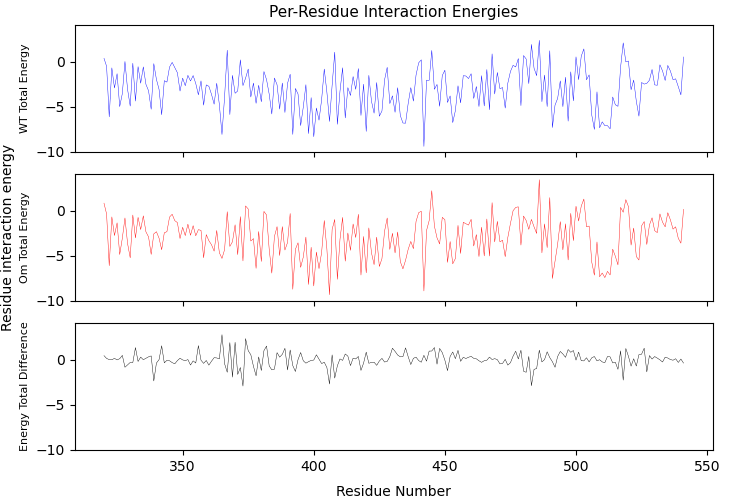 Per-Residue Interaction Energies
Residue interaction energy
WT Total Energy
0
−5
−10
Om Total Energy
0
−5
−10
Energy Total Difference
0
−5
−10
350 400 450 500 550
Residue Number